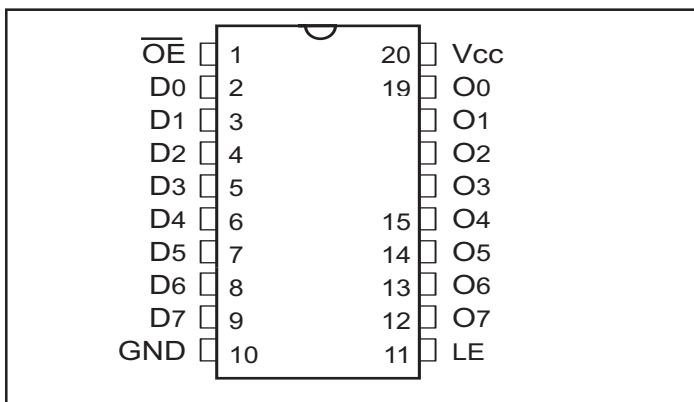 OE 1 20 Vcc
D0 2 19 O0
D1 3 O1
D2 4 O2
D3 5 O3
D4 6 15 O4
D5 7 14 O5
D6 8 13 O6
D7 9 12 O7
GND 10 11 LE